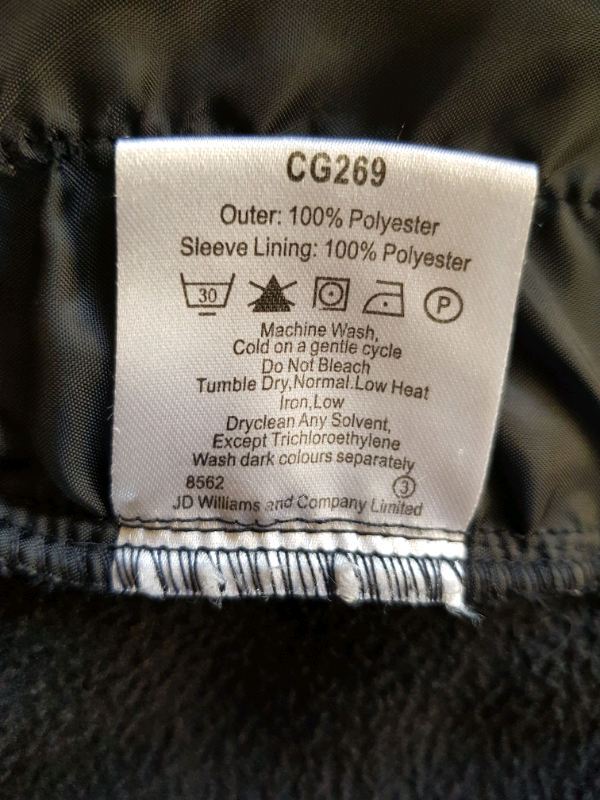 CG269
Outer: 100% Polyester
Sleeve Lining: 100% Polyester
30 P
Machine Wash,
Cold on a gentle cycle
Do Not Bleach
Tumble Dry,Normal.Low Heat
Iron,Low
Dryclean Any Solvent,
Except Trichloroethylene
Wash dark colours separately
8562 3
JD Williams and Company Limited